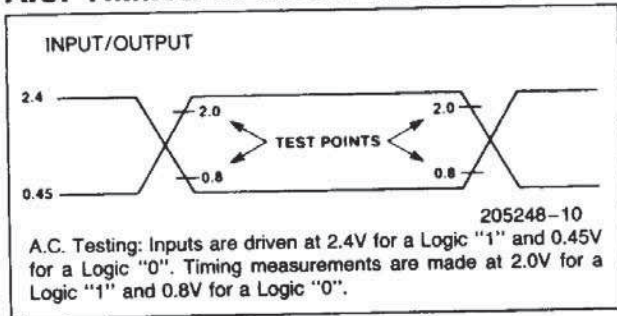 INPUT/OUTPUT
2.4
2.0
2.0
TEST POINTS
0.8
0.8
0.45
205248–10
A.C. Testing: Inputs are driven at 2.4V for a Logic "1" and 0.45V
for a Logic "0". Timing measurements are made at 2.0V for a
Logic "1" and 0.8V for a Logic "0".